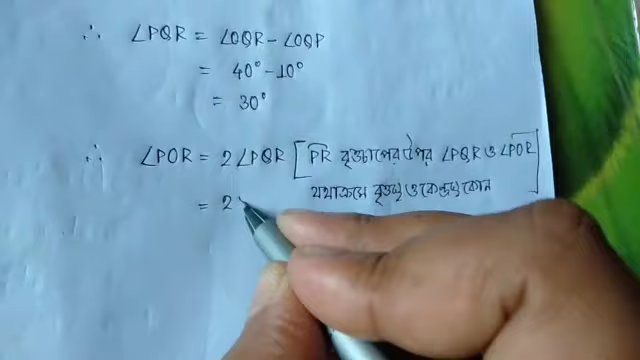 ∴ ∠PQR = ∠OQR - ∠OQP
= 40° - 10°
= 30°
∴ ∠POR = 2∠PQR [PR বৃত্তচাপের উপর ∠PQR ও ∠POR
যথাক্রমে বৃত্তস্থ ও কেন্দ্রস্থ কোন]
= 2